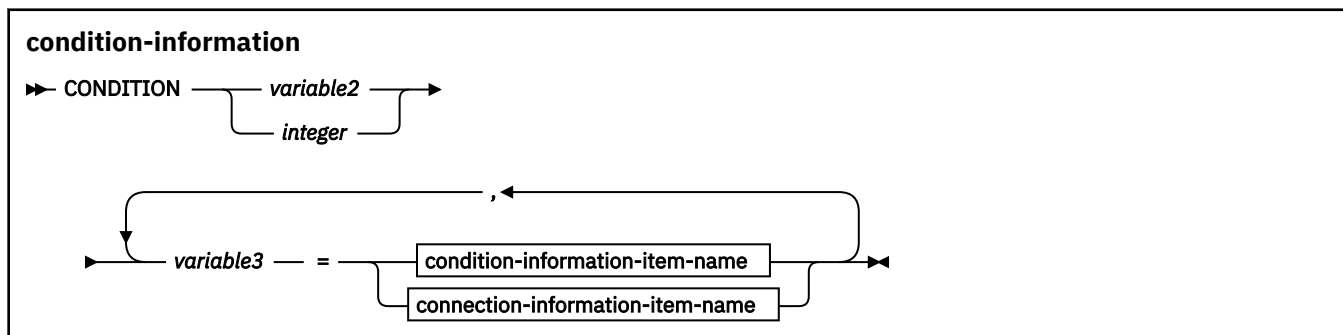 condition-information
CONDITION variable2
integer
,
variable3 = condition-information-item-name
connection-information-item-name